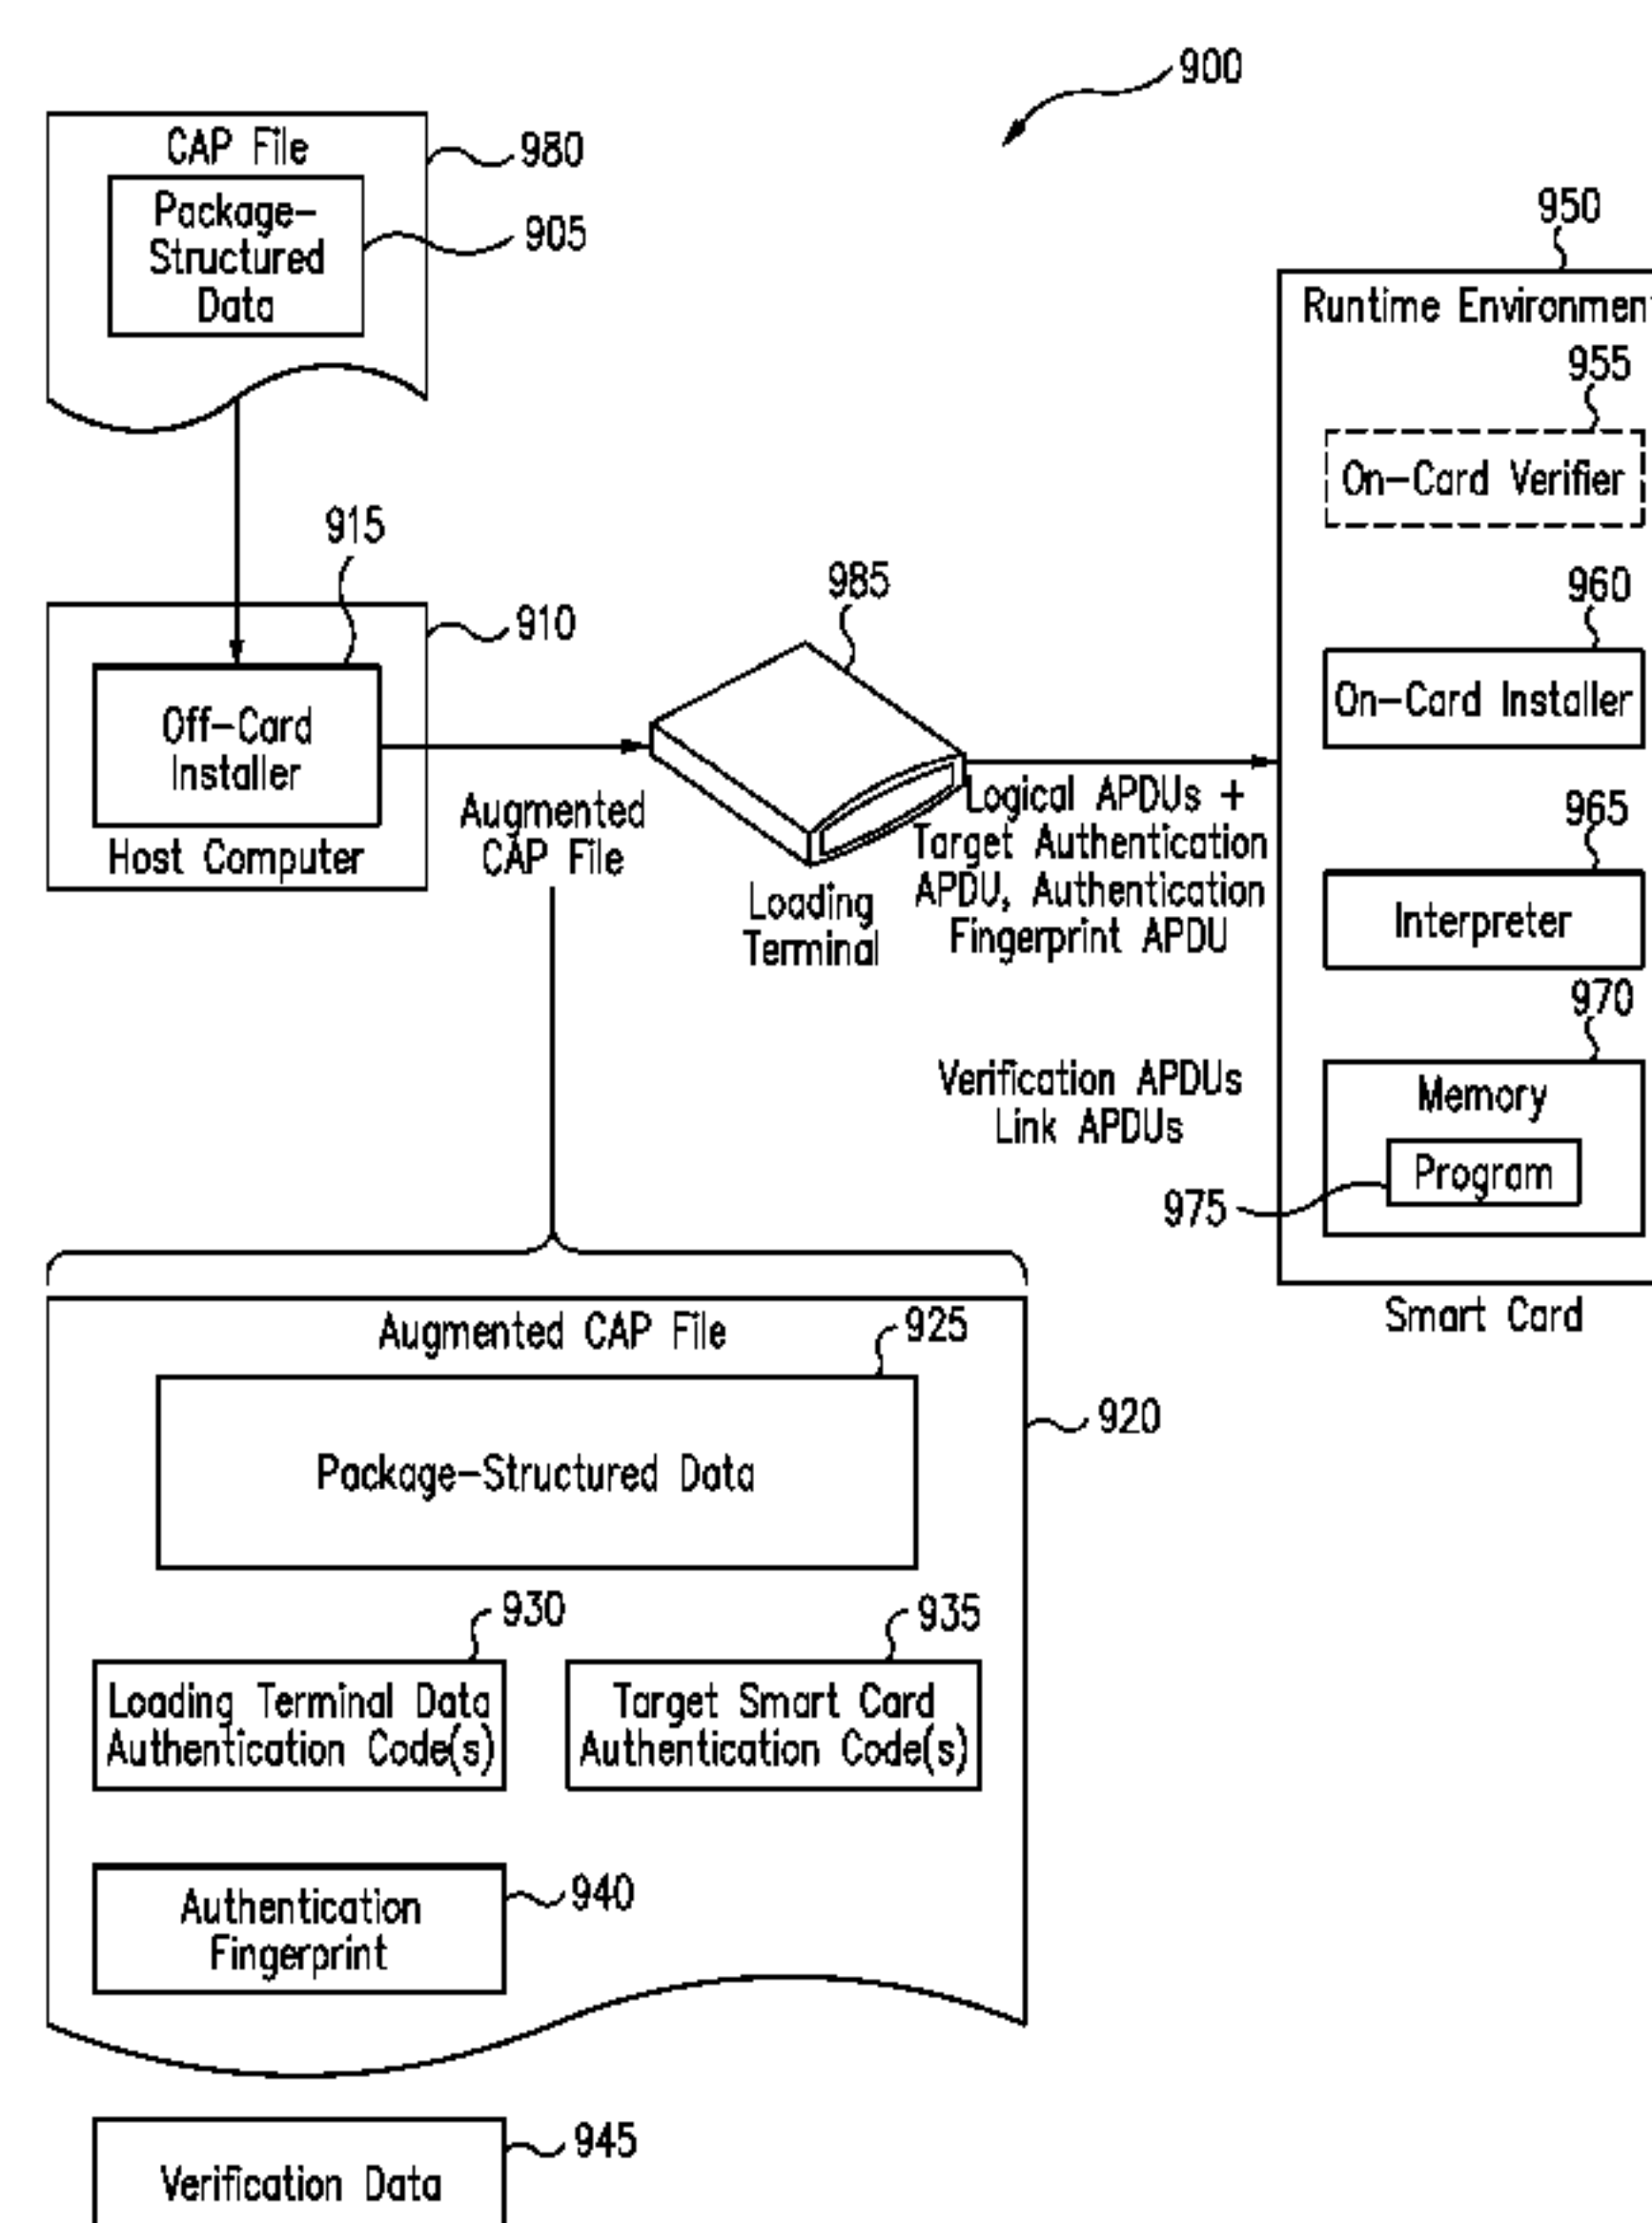 900
CAP File
980
Package-
Structured
Data
905
950
Runtime Environment
955
On-Card Verifier
915
910
Off-Card
Installer
Host Computer
Augmented
CAP File
985
Loading
Terminal
Logical APDUs +
Target Authentication
APDU, Authentication
Fingerprint APDU
Verification APDUs
Link APDUs
960
On-Card Installer
965
Interpreter
970
Memory
Program
975
Smart Card
Augmented CAP File
925
920
Package-Structured Data
930
Loading Terminal Data
Authentication Code(s)
935
Target Smart Card
Authentication Code(s)
940
Authentication
Fingerprint
945
Verification Data